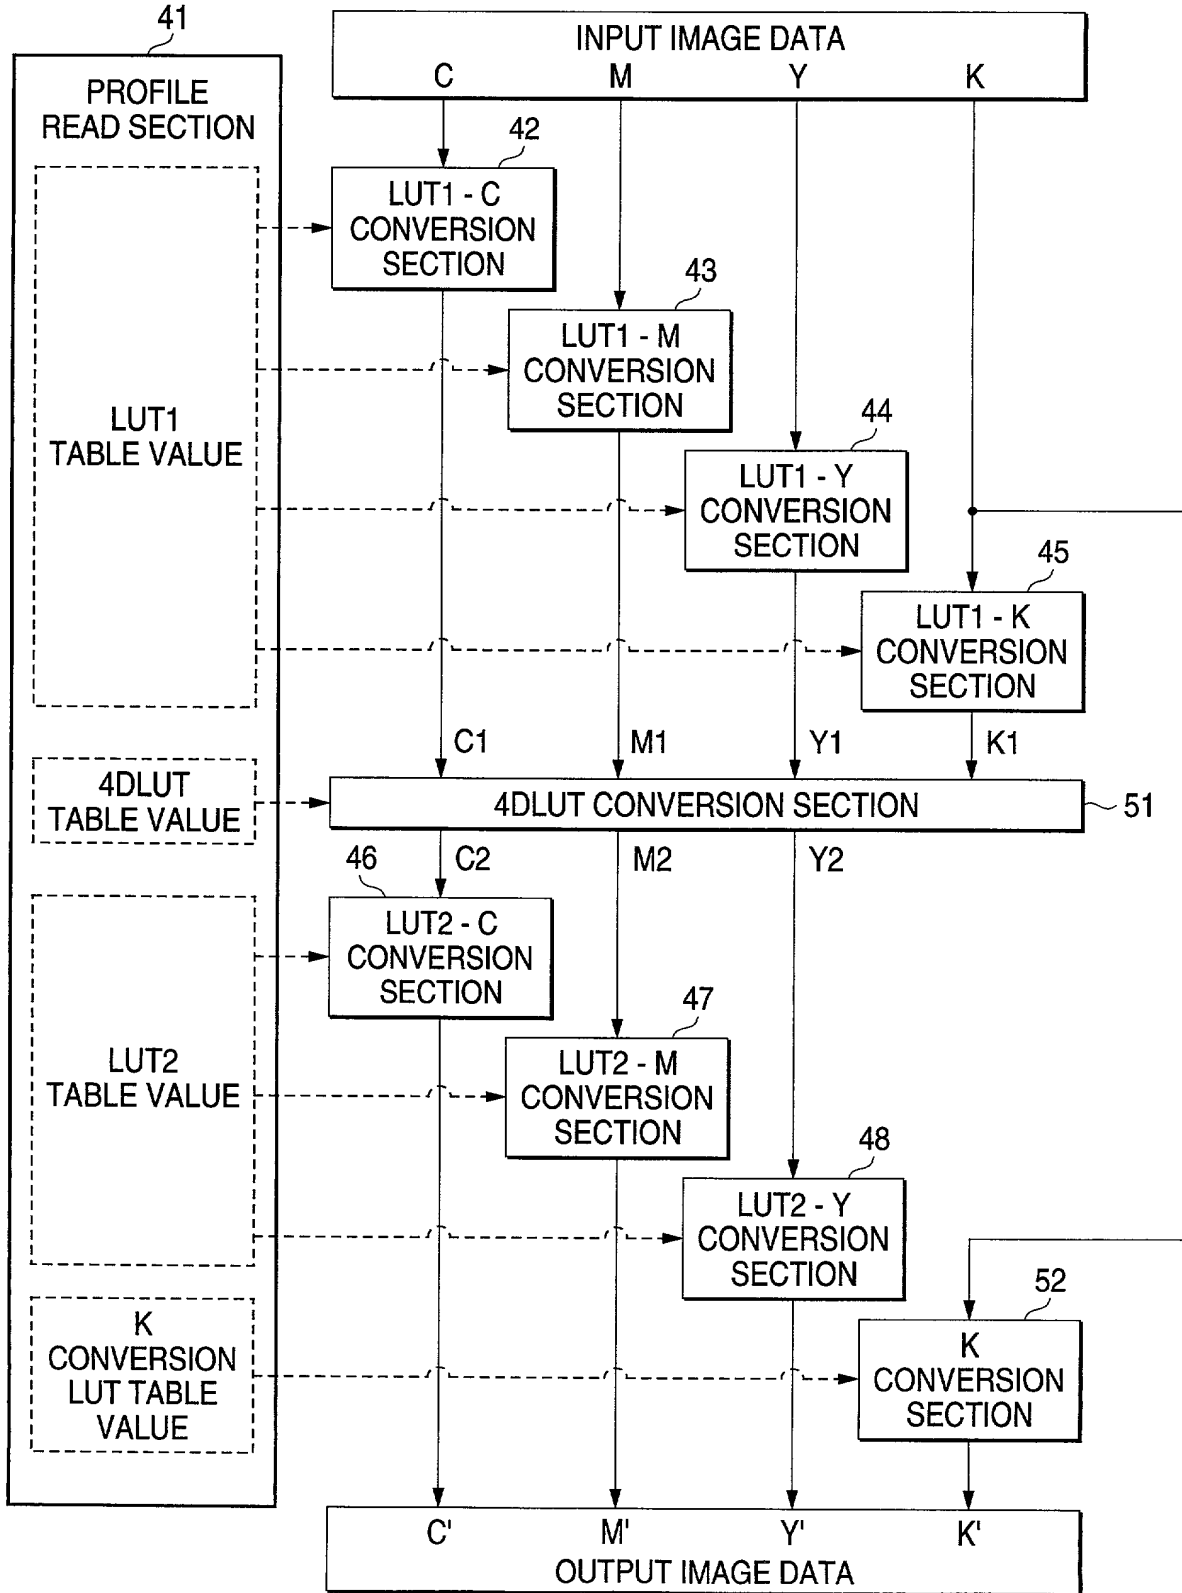 41
PROFILE
READ SECTION
INPUT IMAGE DATA
C M Y K
42
LUT1 - C
CONVERSION
SECTION
43
LUT1 - M
CONVERSION
SECTION
LUT1
TABLE VALUE
44
LUT1 - Y
CONVERSION
SECTION
45
LUT1 - K
CONVERSION
SECTION
C1 M1 Y1 K1
4DLUT
TABLE VALUE
4DLUT CONVERSION SECTION
51
C2 M2 Y2
46
LUT2 - C
CONVERSION
SECTION
47
LUT2 - M
CONVERSION
SECTION
LUT2
TABLE VALUE
48
LUT2 - Y
CONVERSION
SECTION
K
CONVERSION
LUT TABLE
VALUE
52
K
CONVERSION
SECTION
C' M' Y' K'
OUTPUT IMAGE DATA